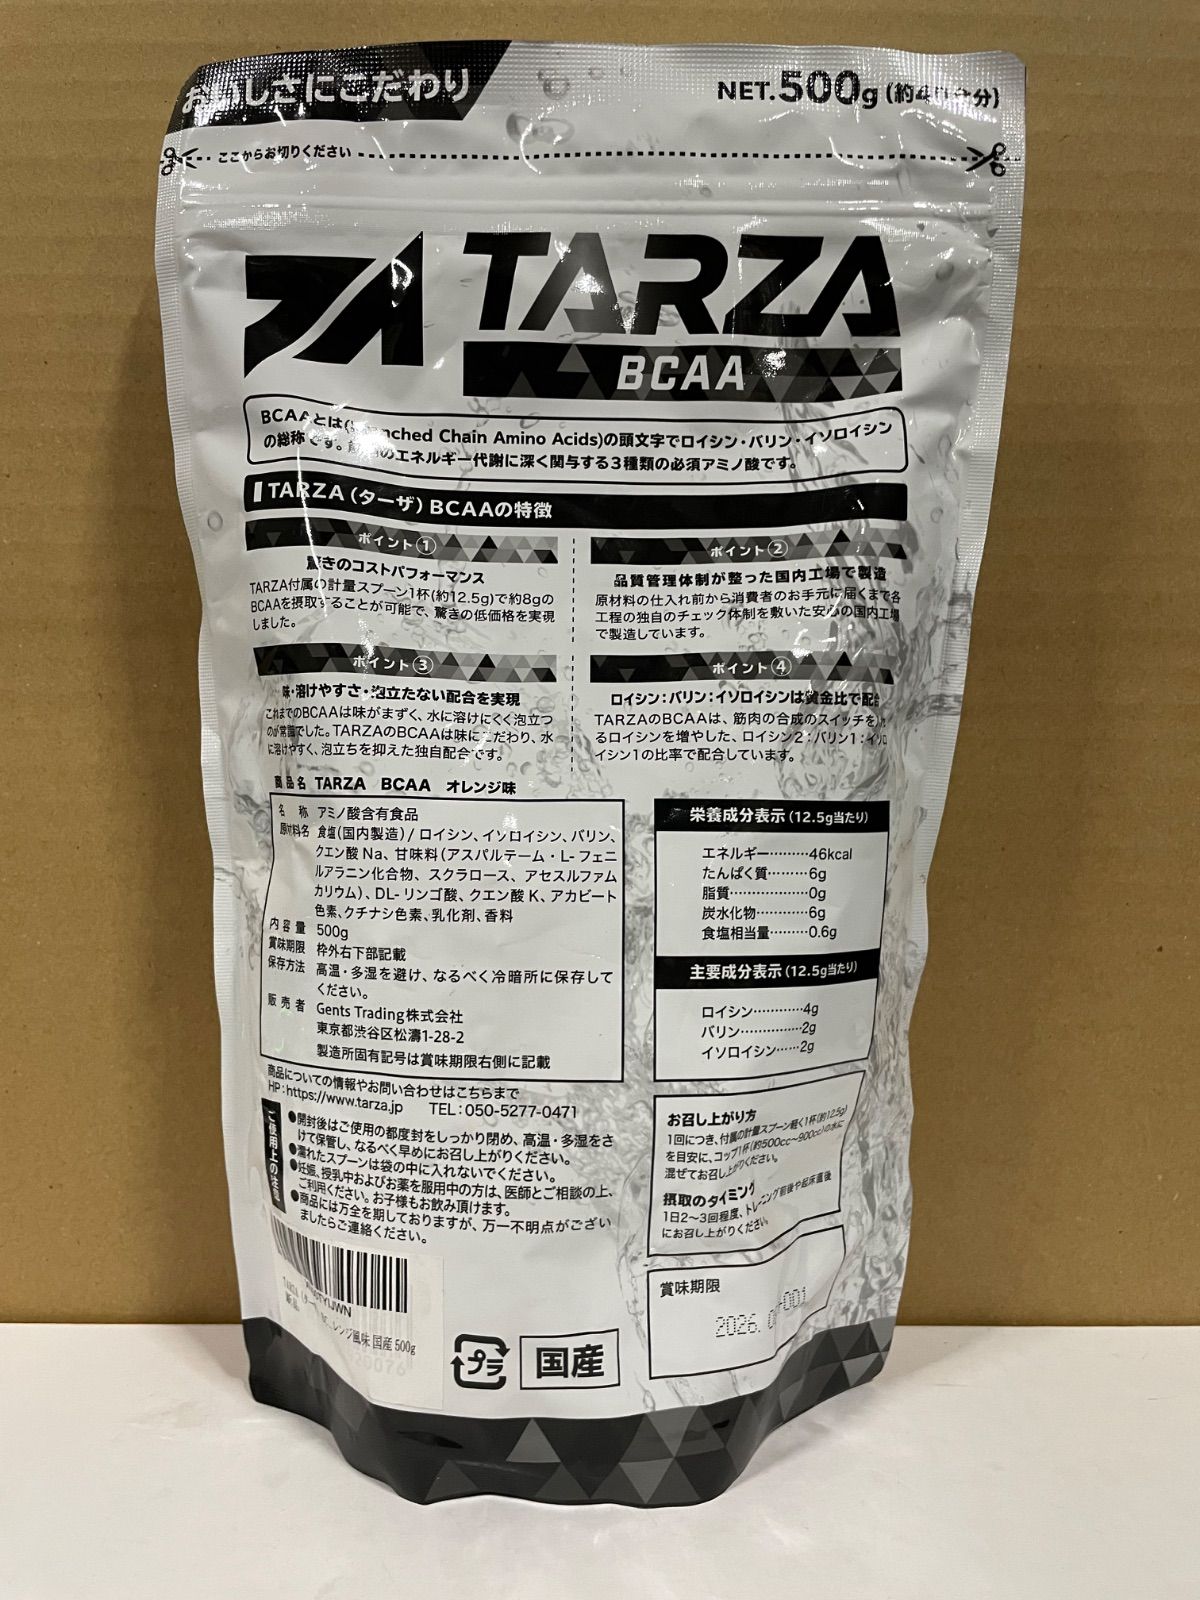 おいしさにこだわり
NET.500g
ここからお切りください
TARZA
BCAA
BCAAとは Chain Amino Acids)の頭文字でロイシン・バリン・イソロイシン
の総称です。 のエネルギー代謝に深く関与する3種類の必須アミノ酸です。
TARZA(ターザ)BCAAの特徴
ポイント①
驚きのコストパフォーマンス
TARZA付属の計量スプーン1杯(約12.5g)で約8gの
BCAAを摂取することが可能で、驚きの低価格を実現
しました。
ポイント②
品質管理体制が整った国内工場で製造
原材料の仕入れ前から消費者のお手元に届くまで各
工程の独自のチェック体制を敷いた安心の国内工場
で製造しています。
ポイント③
味・溶けやすさ・泡立たない配合を実現
これまでのBCAAは味がまずく、水に溶けにくく泡立つ
のが常識でした。TARZAのBCAAは味にこだわり、水
に溶けやすく、泡立ちを抑えた独自配合です。
ポイント④
ロイシン:バリン:イソロイシンは黄金比で配合
TARZAのBCAAは、筋肉の合成のスイッチを入れ
るロイシンを増やした、ロイシン2:バリン1:イソロ
イシン1の比率で配合しています。
商品名 TARZA BCAA オレンジ味
名称 アミノ酸含有食品
原材料名 食塩(国内製造)/ロイシン、イソロイシン、バリン、
クエン酸Na、甘味料(アスパルテーム・L-フェニ
ルアラニン化合物、スクラロース、アセスルファム
カリウム)、DL-リンゴ酸、クエン酸K、アカビート
色素、クチナシ色素、乳化剤、香料
内容量 500g
賞味期限 枠外右下部記載
保存方法 高温・多湿を避け、なるべく冷暗所に保存して
ください。
販売者 Gents Trading株式会社
東京都渋谷区松濤1-28-2
製造所固有記号は賞味期限右側に記載
栄養成分表示(12.5g当たり)
エネルギー………46kcal
たんぱく質………6g
脂質………………0g
炭水化物…………6g
食塩相当量………0.6g
主要成分表示(12.5g当たり)
ロイシン…………4g
バリン……………2g
イソロイシン……2g
商品についての情報やお問い合わせはこちらまで
HP:https://www.tarza.jp TEL:050-5277-0471
ご使用上の注意
●開封後はご使用の都度封をしっかり閉め、高温・多湿をさ
けて保管し、なるべく早めにお召し上がりください。
●濡れたスプーンは袋の中に入れないでください。
●妊娠、授乳中およびお薬を服用中の方は、医師とご相談の上、
ご利用ください。お子様もお飲み頂けます。
●商品には万全を期しておりますが、万一不明点がござい
ましたらご連絡ください。
お召し上がり方
1回につき、付属の計量スプーン軽く1杯(約12.5g)
を目安に、コップ1杯(約500cc〜900cc)の水に
混ぜてお召し上がりください。
摂取のタイミング
1日2〜3回程度、トレーニング前後や起床直後
にお召し上がりください。
賞味期限
2026.
レンジ風味 国産 500g
プラ
国産